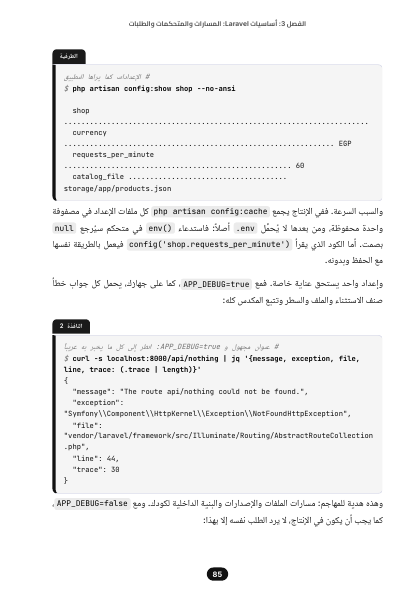 الفصل 3: أساسيات Laravel: المسارات والمتحكمات والطلبات
الطرفية
# الإعدادات كما يراها التطبيق
$ php artisan config:show shop --no-ansi
shop
......................................................................
currency
.............................................................. EGP
requests_per_minute
.................................................... 60
catalog_file ....................................
storage/app/products.json
والسبب السرعة. ففي الإنتاج يجمع php artisan config:cache كل ملفات الإعداد في مصفوفة
واحدة محفوظة، ومن بعدها لا يُحمَّل .env أصلاً؛ فاستدعاء env() في متحكم سيُرجع null
بصمت. أما الكود الذي يقرأ config('shop.requests_per_minute') فيعمل بالطريقة نفسها
مع الحفظ وبدونه.
وإعداد واحد يستحق عناية خاصة. فمع APP_DEBUG=true، كما على جهازك، يحمل كل جواب خطأ
صنف الاستثناء والملف والسطر وتتبع المكدس كله:
النافذة 2
# عنوان مجهول و APP_DEBUG=true: انظر إلى كل ما يخبر به غريباً
$ curl -s localhost:8000/api/nothing | jq '{message, exception, file,
line, trace: (.trace | length)}'
{
"message": "The route api/nothing could not be found.",
"exception":
"Symfony\\Component\\HttpKernel\\Exception\\NotFoundHttpException",
"file":
"vendor/laravel/framework/src/Illuminate/Routing/AbstractRouteCollection
.php",
"line": 44,
"trace": 30
}
وهذه هدية للمهاجم: مسارات الملفات والإصدارات والبنية الداخلية لكودك. ومع APP_DEBUG=false،
كما يجب أن يكون في الإنتاج، لا يرد الطلب نفسه إلا بهذا:
85